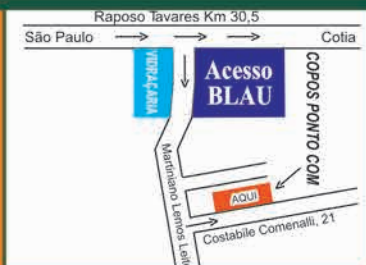 Raposo Tavares Km 30,5
São Paulo
Cotia
VIDRAÇARIA
Acesso
BLAU
COPOS PONTO COM
Martiniano Lemos Leite
AQUI
Costabile Comenalli, 21